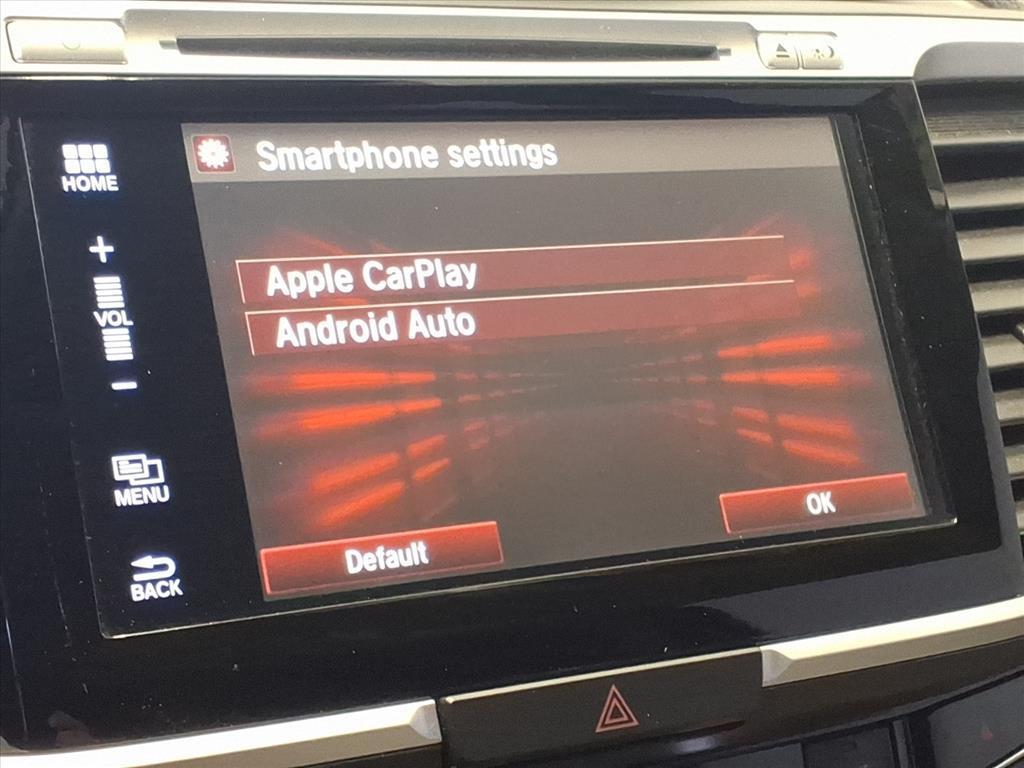 Smartphone settings
HOME
+
VOL
-
Apple CarPlay
Android Auto
MENU
OK
Default
BACK